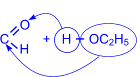 O
C + H + OC2H5
H